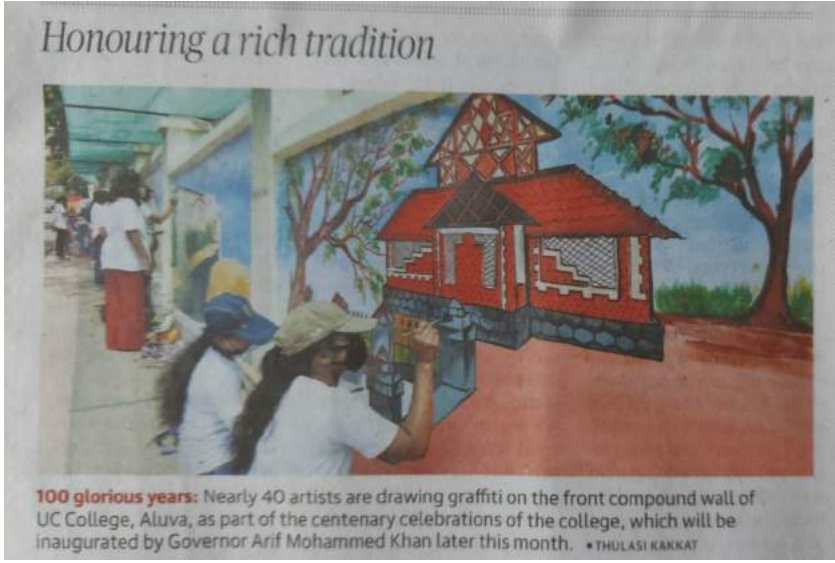 Honouring a rich tradition
100 glorious years: Nearly 40 artists are drawing graffiti on the front compound wall of
UC College, Aluva, as part of the centenary celebrations of the college, which will be
inaugurated by Governor Arif Mohammed Khan later this month. • THULASI KAKKAT